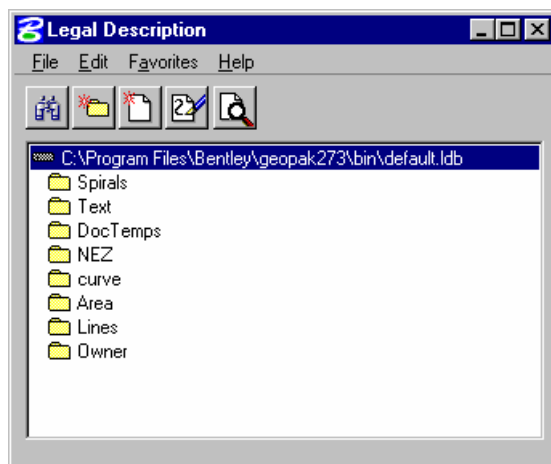 Legal Description
File Edit Favorites Help
C:\Program Files\Bentley\geopak273\bin\default.ldb
Spirals
Text
DocTemps
NEZ
curve
Area
Lines
Owner